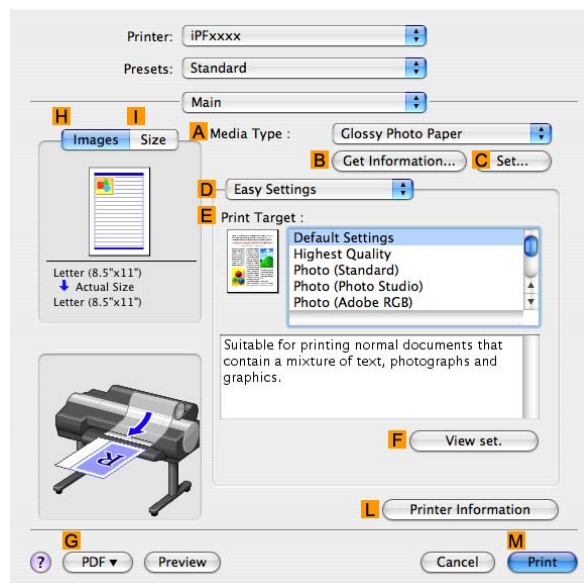 Printer: iPFxxxx
Presets: Standard
Main
H I
Images Size
A Media Type : Glossy Photo Paper
B Get Information... C Set...
D Easy Settings
E Print Target :
Default Settings
Highest Quality
Photo (Standard)
Photo (Photo Studio)
Photo (Adobe RGB)
Letter (8.5"x11")
Actual Size
Letter (8.5"x11")
Suitable for printing normal documents that
contain a mixture of text, photographs and
graphics.
R
F View set.
L Printer Information
G M
? PDF ▼ Preview Cancel Print